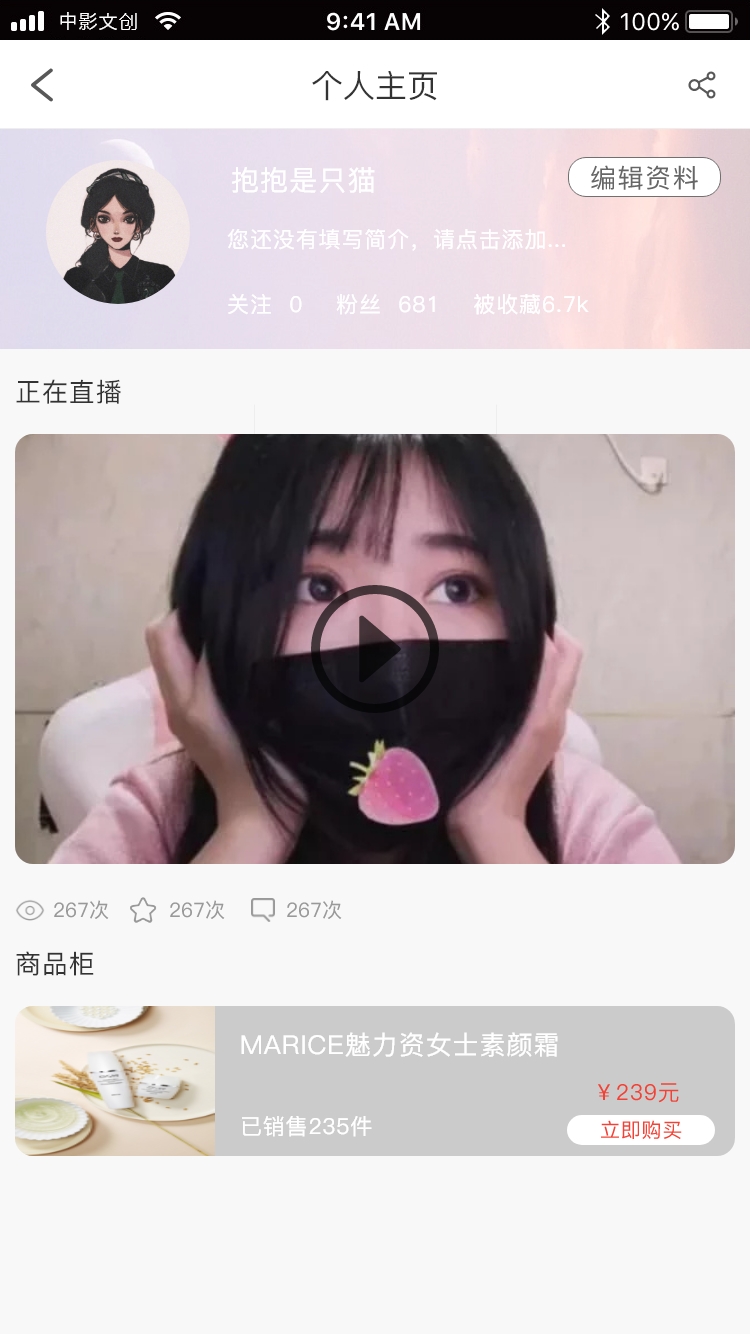 中影文创 9:41 AM 100%
个人主页
抱抱是只猫 编辑资料
您还没有填写简介，请点击添加...
关注 0 粉丝 681 被收藏6.7k
正在直播
267次 267次 267次
商品柜
MARICE魅力资女士素颜霜
￥239元
已销售235件 立即购买